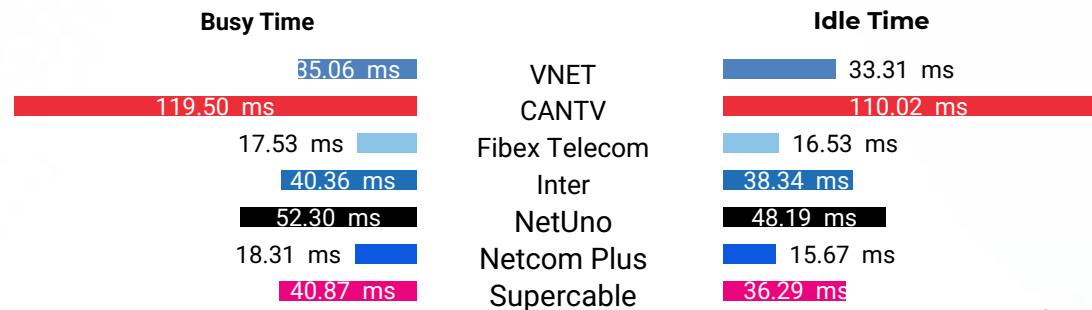 Busy Time Idle Time
35.06 ms VNET 33.31 ms
119.50 ms CANTV 110.02 ms
17.53 ms Fibex Telecom 16.53 ms
40.36 ms Inter 38.34 ms
52.30 ms NetUno 48.19 ms
18.31 ms Netcom Plus 15.67 ms
40.87 ms Supercable 36.29 ms